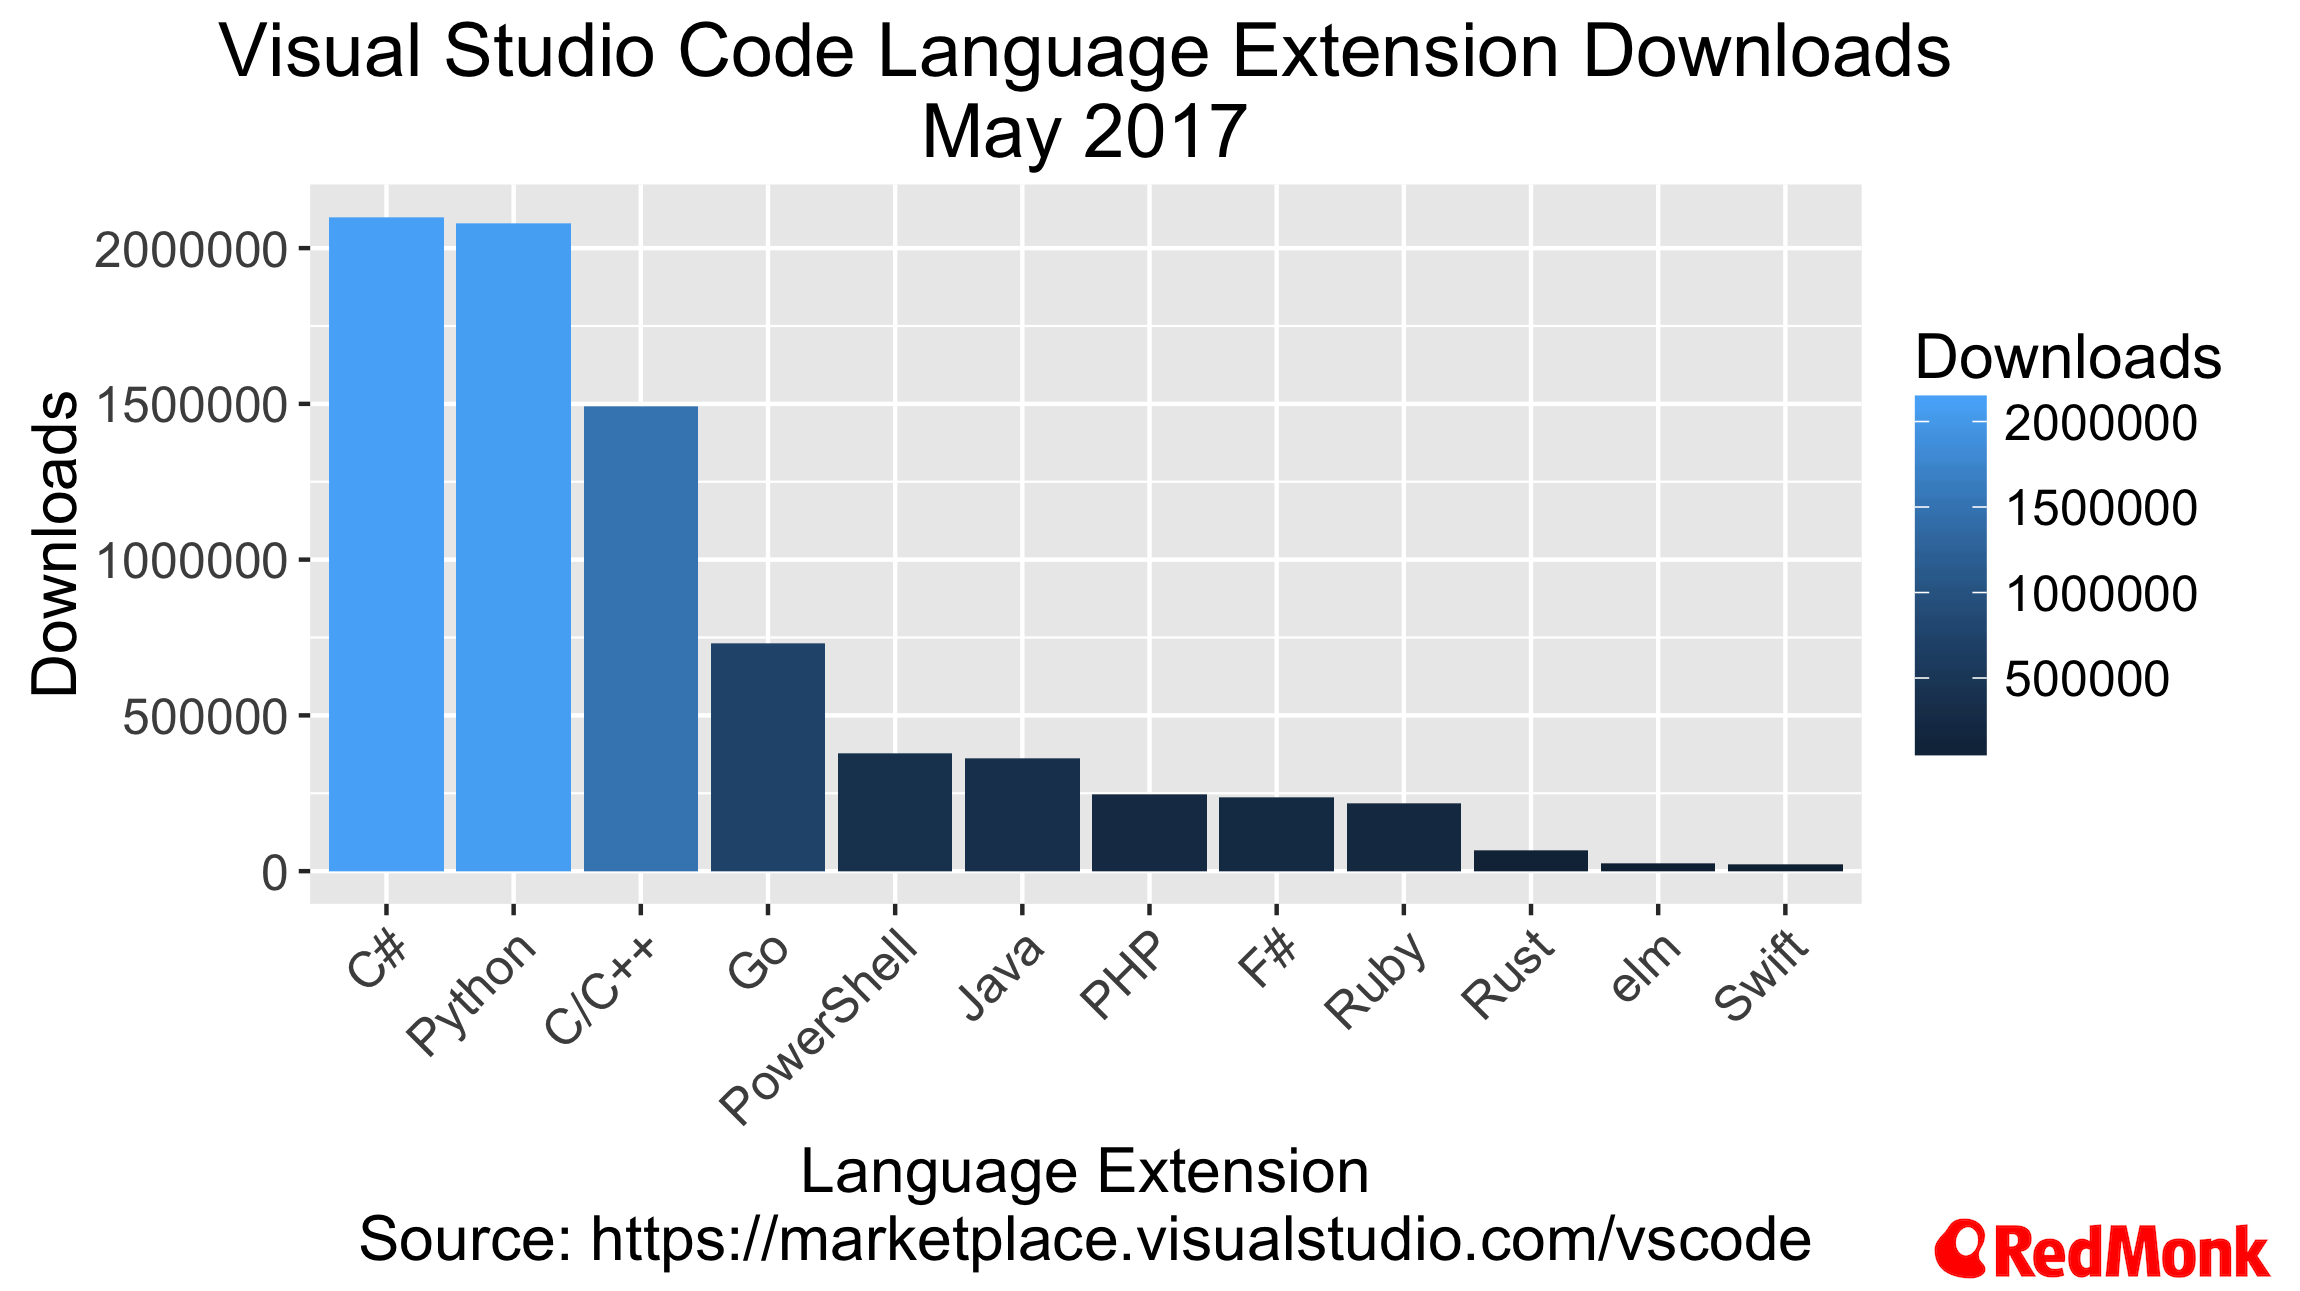 Visual Studio Code Language Extension Downloads
May 2017
Downloads
2000000
1500000
1000000
500000
0
C#
Python
C/C++
Go
PowerShell
Java
PHP
F#
Ruby
Rust
elm
Swift
Language Extension
Source: https://marketplace.visualstudio.com/vscode
Downloads
2000000
1500000
1000000
500000
RedMonk